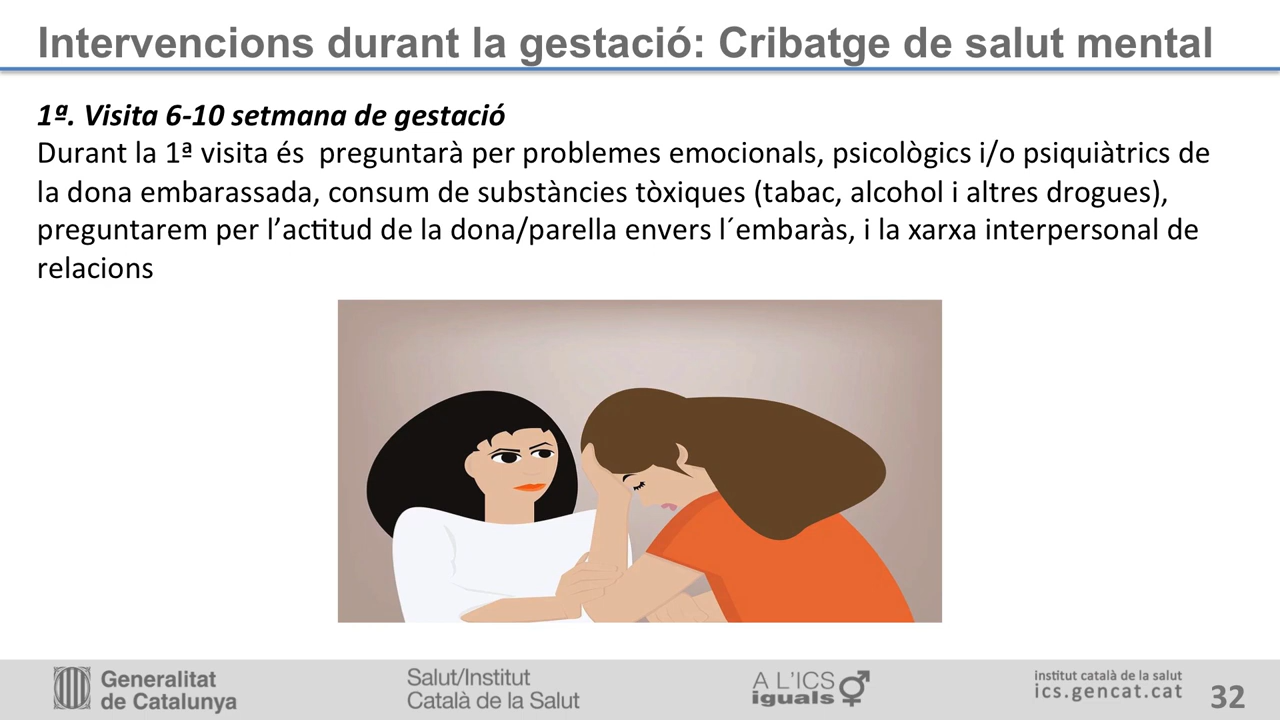 Intervencions durant la gestació: Cribatge de salut mental
1ª. Visita 6-10 setmana de gestació
Durant la 1ª visita és  preguntarà per problemes emocionals, psicològics i/o psiquiàtrics de
la dona embarassada, consum de substàncies tòxiques (tabac, alcohol i altres drogues),
preguntarem per l’actitud de la dona/parella envers l´embaràs, i la xarxa interpersonal de
relacions
Generalitat
de Catalunya
Salut/Institut
Català de la Salut
A L'ICS
iguals
institut català de la salut
ics.gencat.cat
32